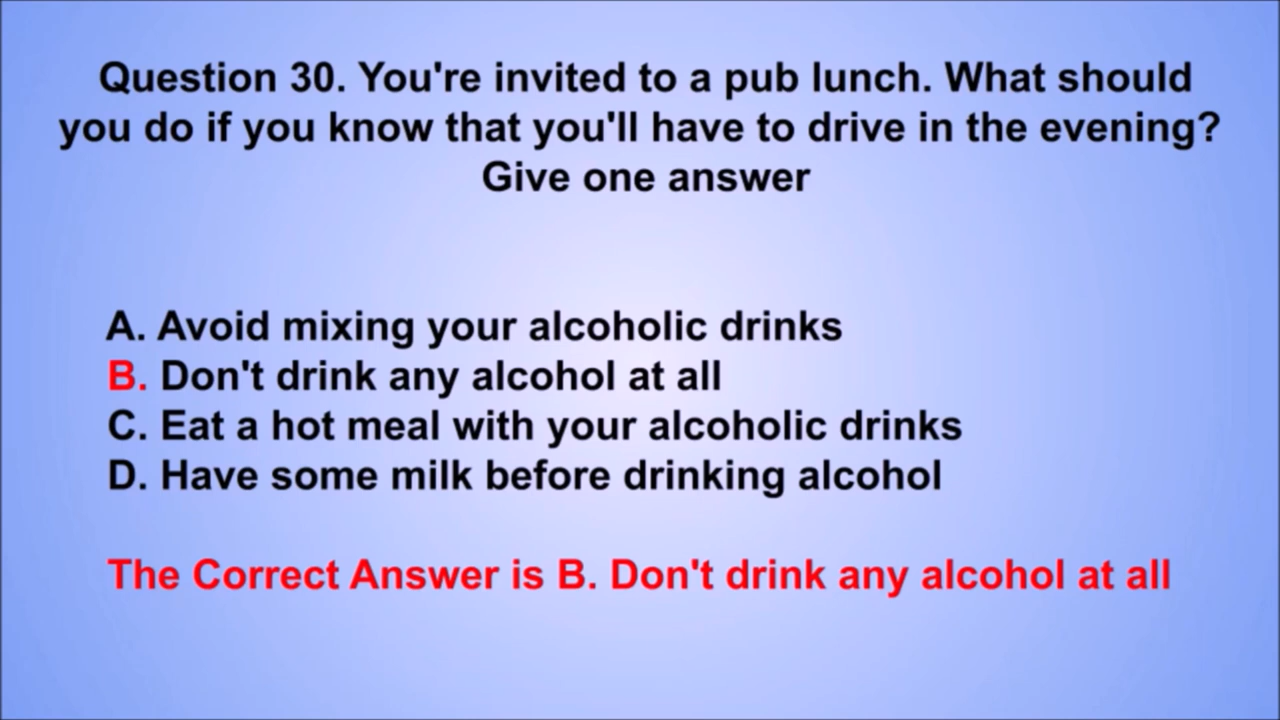 Question 30. You're invited to a pub lunch. What should
you do if you know that you'll have to drive in the evening?
Give one answer
A. Avoid mixing your alcoholic drinks
B. Don't drink any alcohol at all
C. Eat a hot meal with your alcoholic drinks
D. Have some milk before drinking alcohol
The Correct Answer is B. Don't drink any alcohol at all